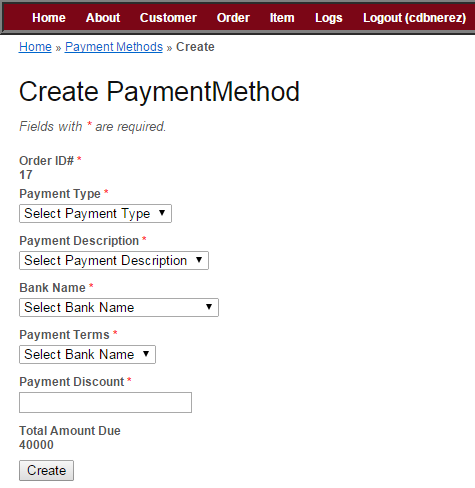 Home About Customer Order Item Logs Logout (cdbnerez)
Home » Payment Methods » Create
Create PaymentMethod
Fields with * are required.
Order ID# *
17
Payment Type *
Select Payment Type ▼
Payment Description *
Select Payment Description ▼
Bank Name *
Select Bank Name ▼
Payment Terms *
Select Bank Name ▼
Payment Discount *
Total Amount Due
40000
Create